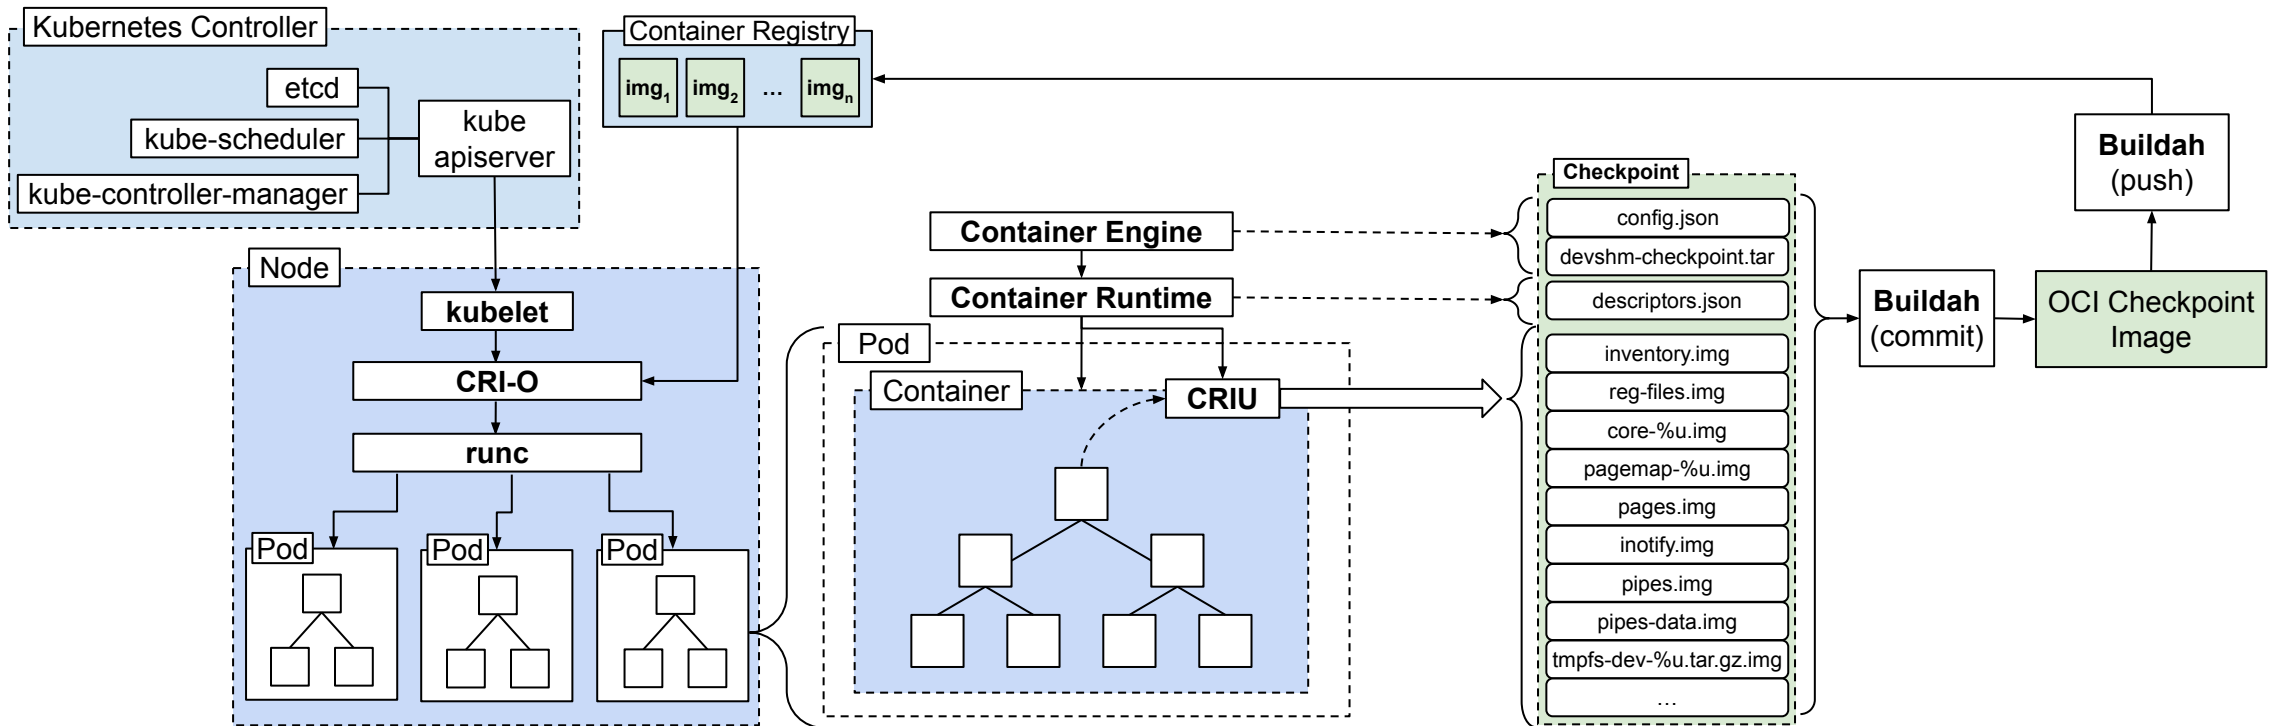 Kubernetes Controller
etcd
kube-scheduler
kube-controller-manager
kube
apiserver
Container Registry
img1
img2
...
imgn
Node
kubelet
CRI-O
runc
Pod
Pod
Pod
Container Engine
Container Runtime
Pod
Container
CRIU
Checkpoint
config.json
devshm-checkpoint.tar
descriptors.json
inventory.img
reg-files.img
core-%u.img
pagemap-%u.img
pages.img
inotify.img
pipes.img
pipes-data.img
tmpfs-dev-%u.tar.gz.img
...
Buildah
(commit)
OCI Checkpoint
Image
Buildah
(push)